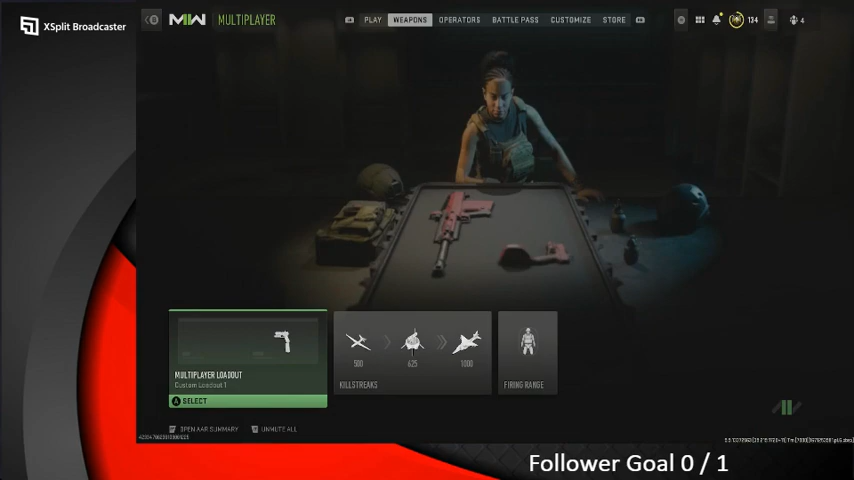 XSplit Broadcaster
MWII MULTIPLAYER
PLAY WEAPONS OPERATORS BATTLE PASS CUSTOMIZE STORE
134
4
500 625 1000
MULTIPLAYER LOADOUT
Custom Loadout 1
A SELECT
KILLSTREAKS
FIRING RANGE
OPEN AAR SUMMARY UNMUTE ALL
Follower Goal 0 / 1